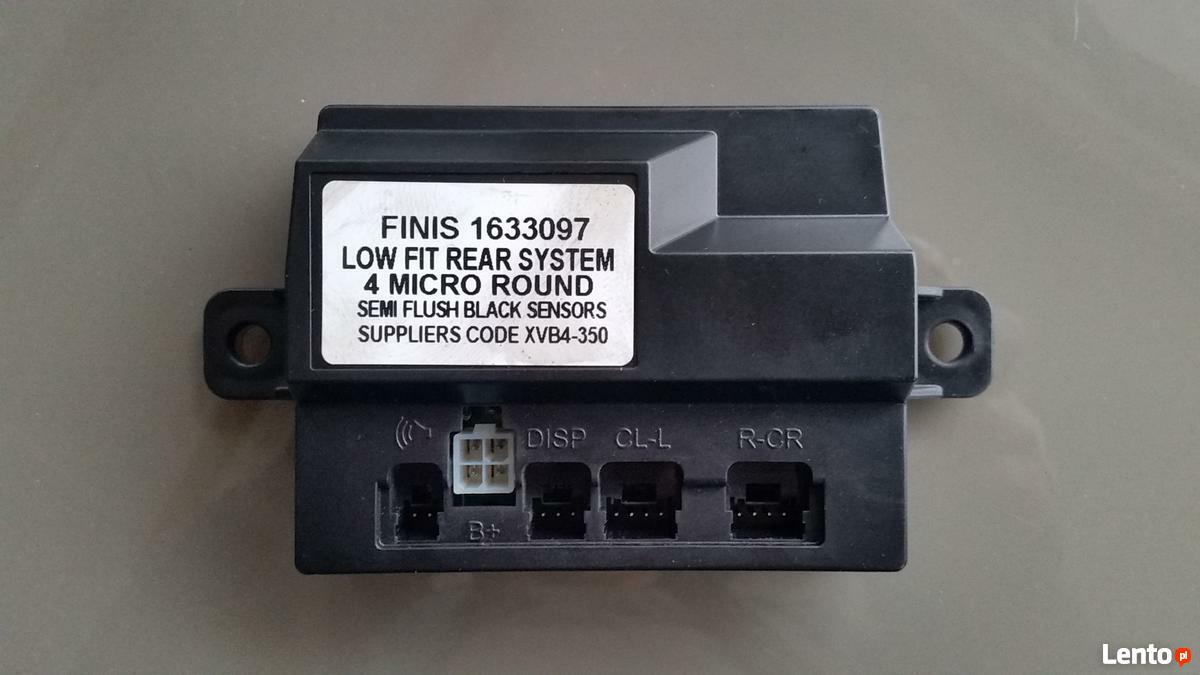 FINIS 1633097
LOW FIT REAR SYSTEM
4 MICRO ROUND
SEMI FLUSH BLACK SENSORS
SUPPLIERS CODE XVB4-350
DISP CL-L R-CR
B+
Lento pl